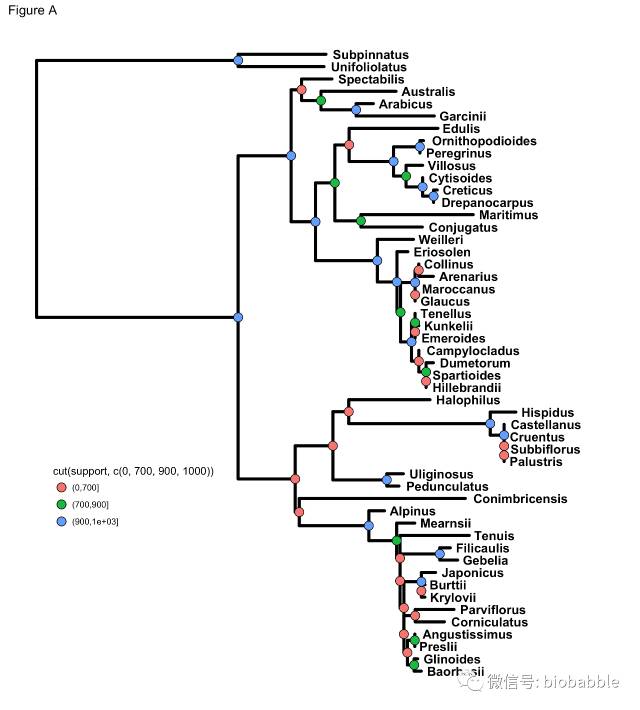 Figure A
Subpinnatus
Unifoliolatus
Spectabilis
Australis
Arabicus
Garcinii
Edulis
Ornithopodioides
Peregrinus
Villosus
Cytisoides
Creticus
Drepanocarpus
Maritimus
Conjugatus
Weilleri
Eriosolen
Collinus
Arenarius
Maroccanus
Glaucus
Tenellus
Kunkelii
Emeroides
Campylocladus
Dumetorum
Spartioides
Hillebrandii
Halophilus
Hispidus
Castellanus
Cruentus
Subbiflorus
Palustris
Uliginosus
Pedunculatus
Conimbricensis
Alpinus
Mearnsii
Tenuis
Filicaulis
Gebelia
Japonicus
Burttii
Krylovii
Parviflorus
Corniculatus
Angustissimus
Preslii
Glinoides
cut(support, c(0, 700, 900, 1000))
(0,700]
(700,900]
(900,1e+03]
微信号: biobabble